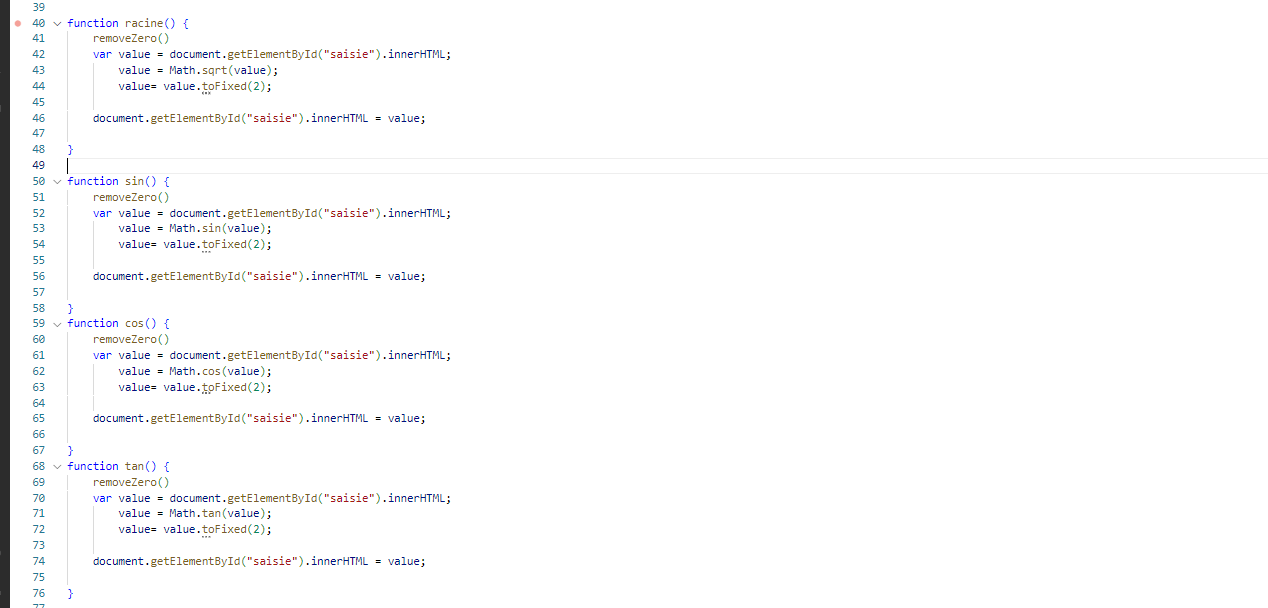 39
40 function racine() {
41 removeZero()
42 var value = document.getElementById("saisie").innerHTML;
43 value = Math.sqrt(value);
44 value= value.toFixed(2);
45
46 document.getElementById("saisie").innerHTML = value;
47
48 }
49
50 function sin() {
51 removeZero()
52 var value = document.getElementById("saisie").innerHTML;
53 value = Math.sin(value);
54 value= value.toFixed(2);
55
56 document.getElementById("saisie").innerHTML = value;
57
58 }
59 function cos() {
60 removeZero()
61 var value = document.getElementById("saisie").innerHTML;
62 value = Math.cos(value);
63 value= value.toFixed(2);
64
65 document.getElementById("saisie").innerHTML = value;
66
67 }
68 function tan() {
69 removeZero()
70 var value = document.getElementById("saisie").innerHTML;
71 value = Math.tan(value);
72 value= value.toFixed(2);
73
74 document.getElementById("saisie").innerHTML = value;
75
76 }
77